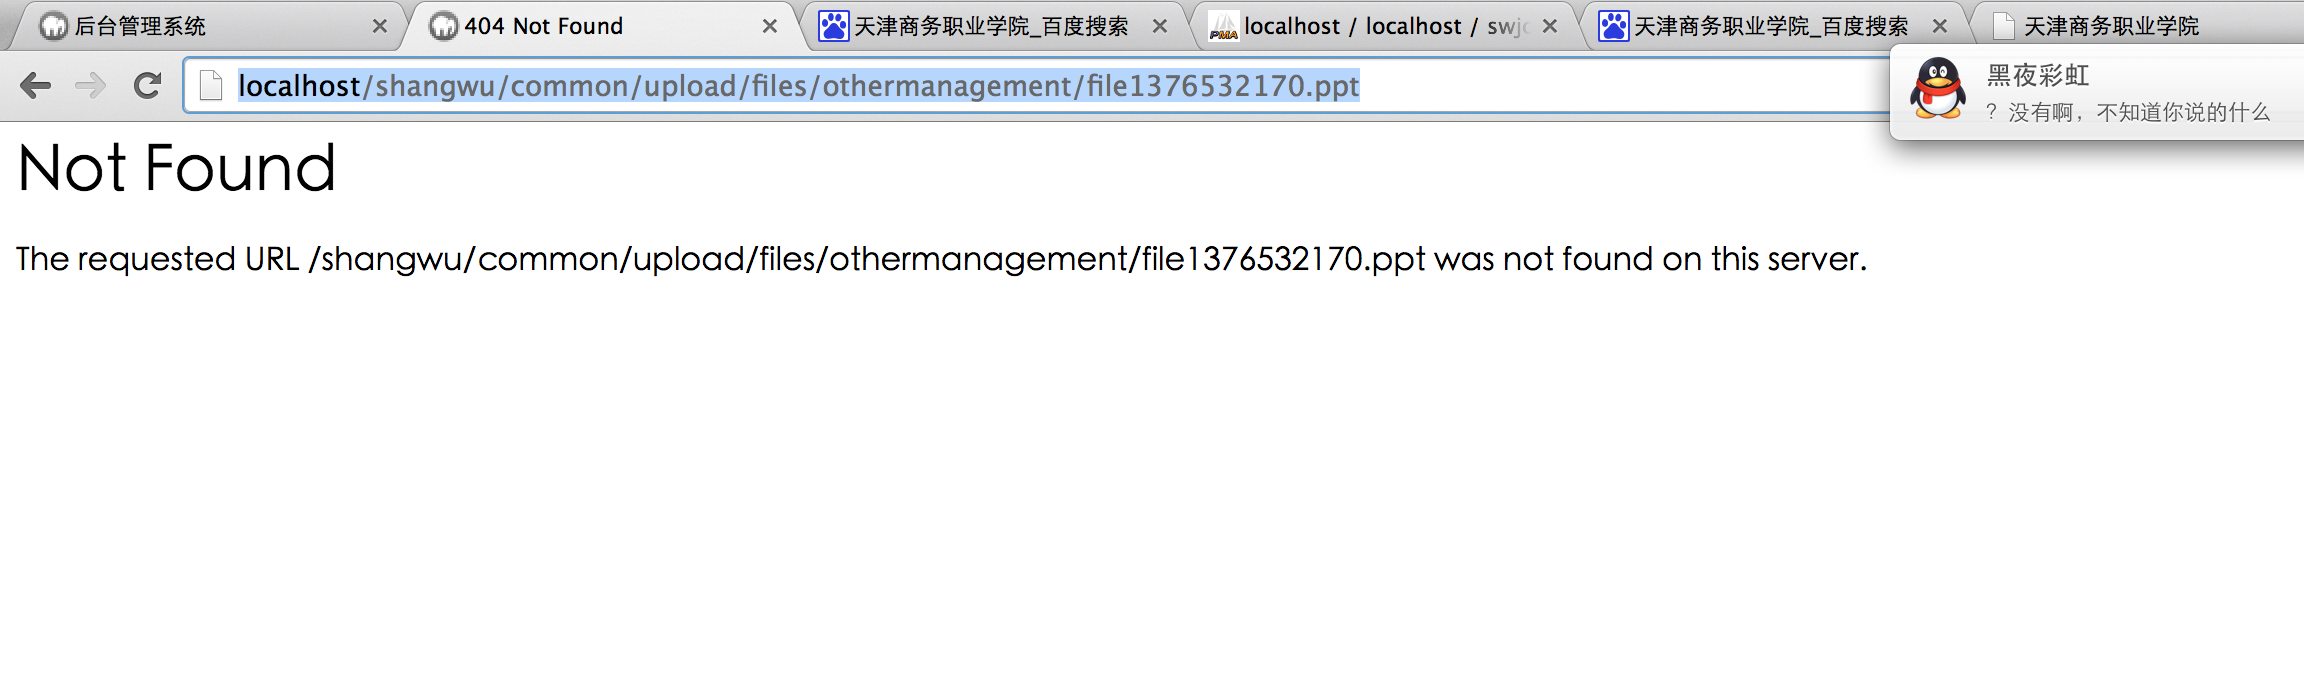 后台管理系统
404 Not Found
天津商务职业学院_百度搜索
localhost / localhost / swjc
天津商务职业学院_百度搜索
天津商务职业学院
localhost/shangwu/common/upload/files/othermanagement/file1376532170.ppt
黑夜彩虹
？没有啊，不知道你说的什么
Not Found
The requested URL /shangwu/common/upload/files/othermanagement/file1376532170.ppt was not found on this server.